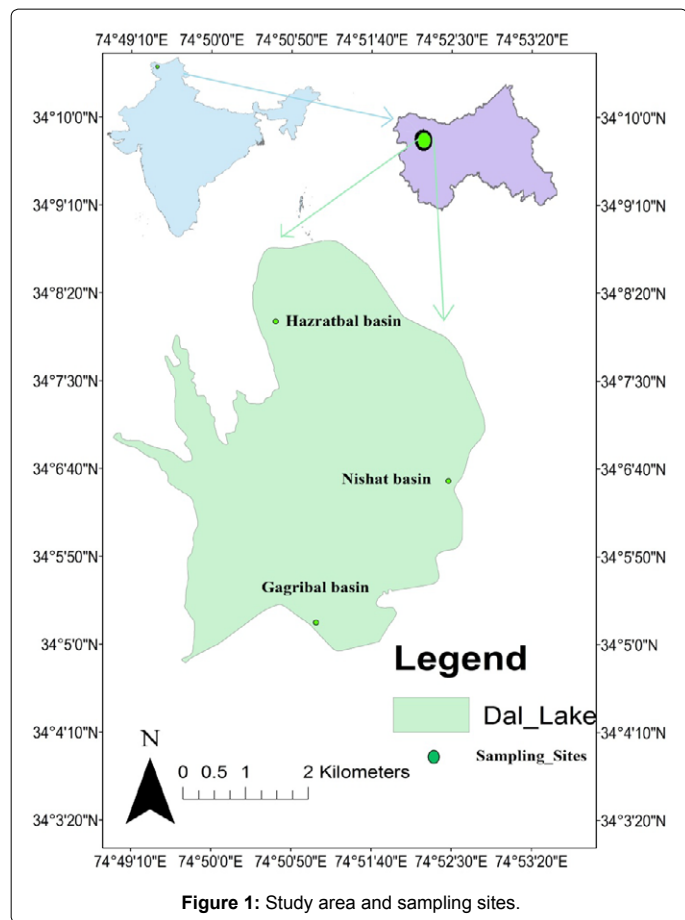 74°49'10"E 74°50'0"E 74°50'50"E 74°51'40"E 74°52'30"E 74°53'20"E
34°10'0"N 34°10'0"N
34°9'10"N 34°9'10"N
34°8'20"N 34°8'20"N
Hazratbal basin
34°7'30"N 34°7'30"N
34°6'40"N 34°6'40"N
Nishat basin
34°5'50"N 34°5'50"N
Gagribal basin
34°5'0"N 34°5'0"N
Legend
Dal_Lake
34°4'10"N 34°4'10"N
N
Sampling_Sites
0 0.5 1 2 Kilometers
34°3'20"N 34°3'20"N
74°49'10"E 74°50'0"E 74°50'50"E 74°51'40"E 74°52'30"E 74°53'20"E
Figure 1: Study area and sampling sites.